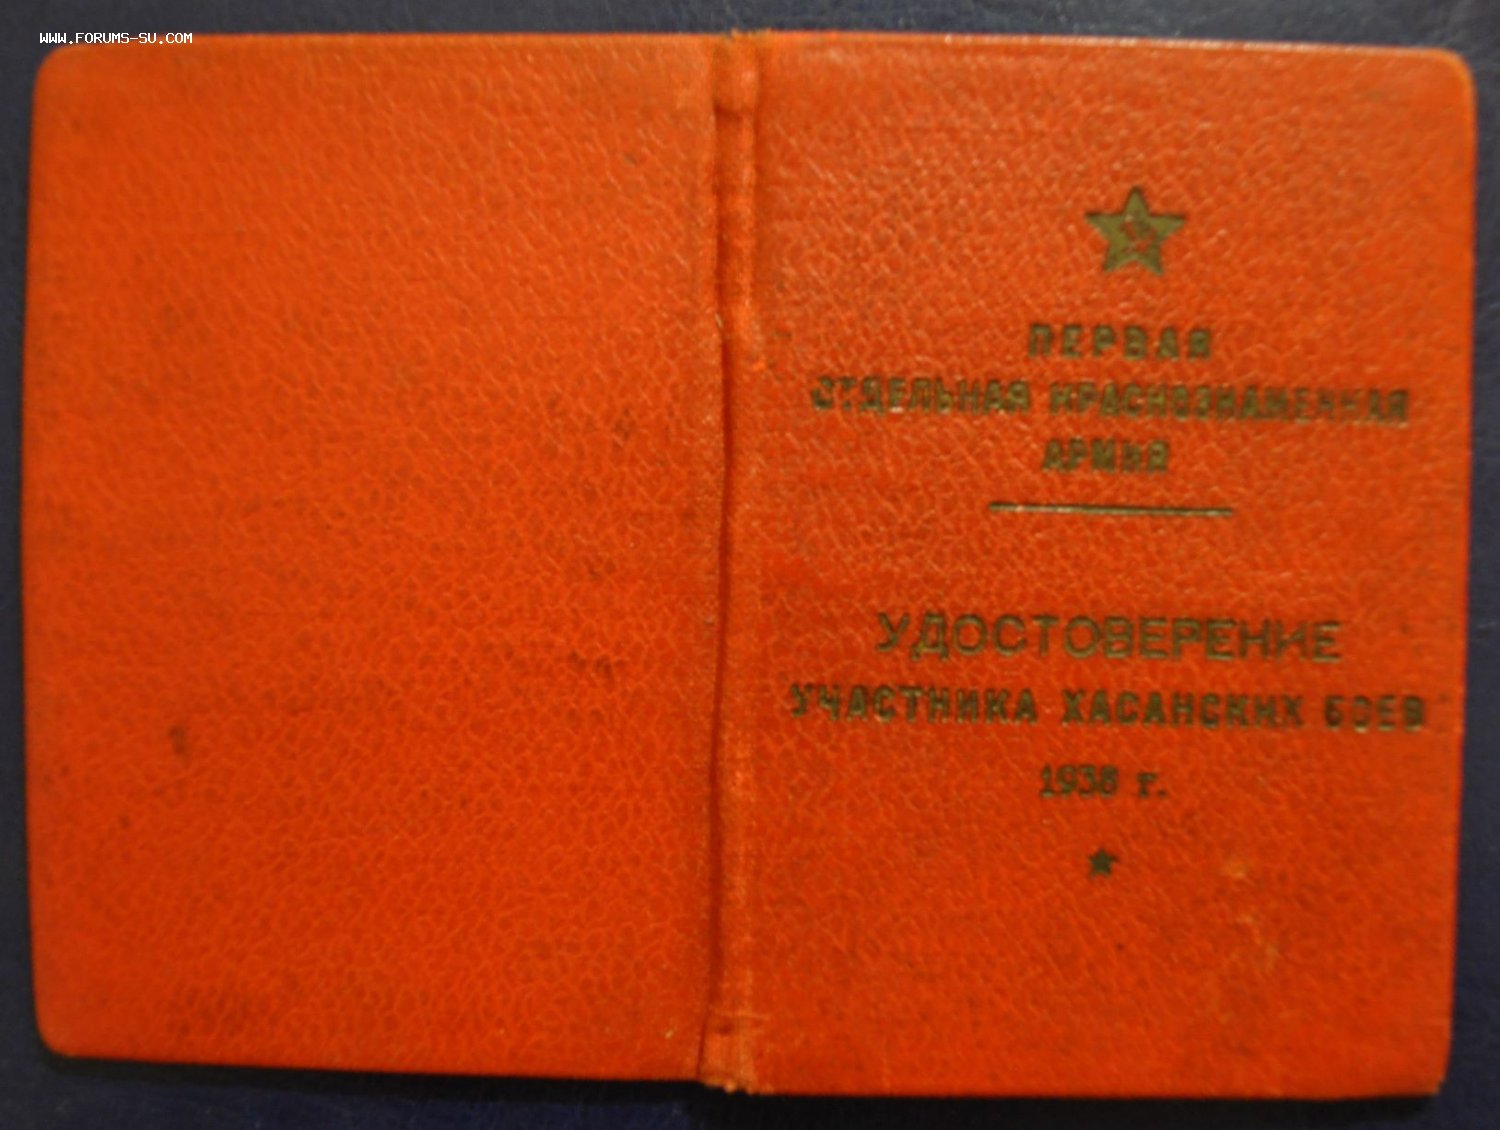 WWW.FORUMS-SU.COM
ПЕРВАЯ
ОТДЕЛЬНАЯ КРАСНОЗНАМЕННАЯ
АРМИЯ
УДОСТОВЕРЕНИЕ
УЧАСТНИКА ХАСАНСКИХ БОЕВ
1938 г.